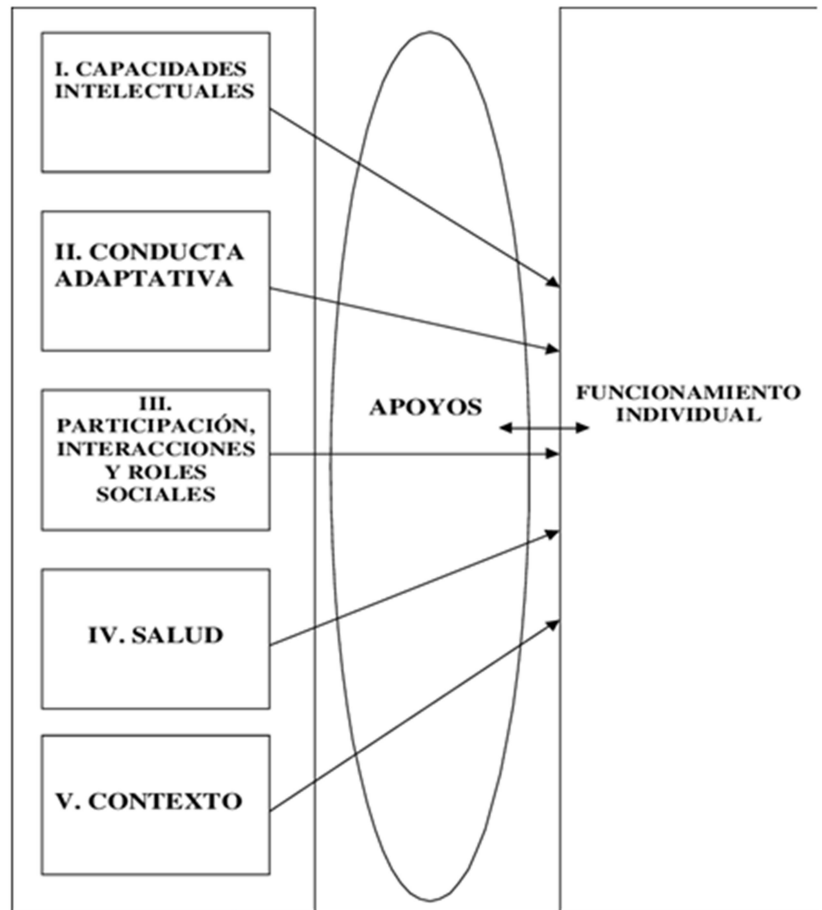 I. CAPACIDADES
INTELECTUALES
II. CONDUCTA
ADAPTATIVA
III.
PARTICIPACIÓN,
INTERACCIONES
Y ROLES
SOCIALES
IV. SALUD
V. CONTEXTO
APOYOS
FUNCIONAMIENTO
INDIVIDUAL